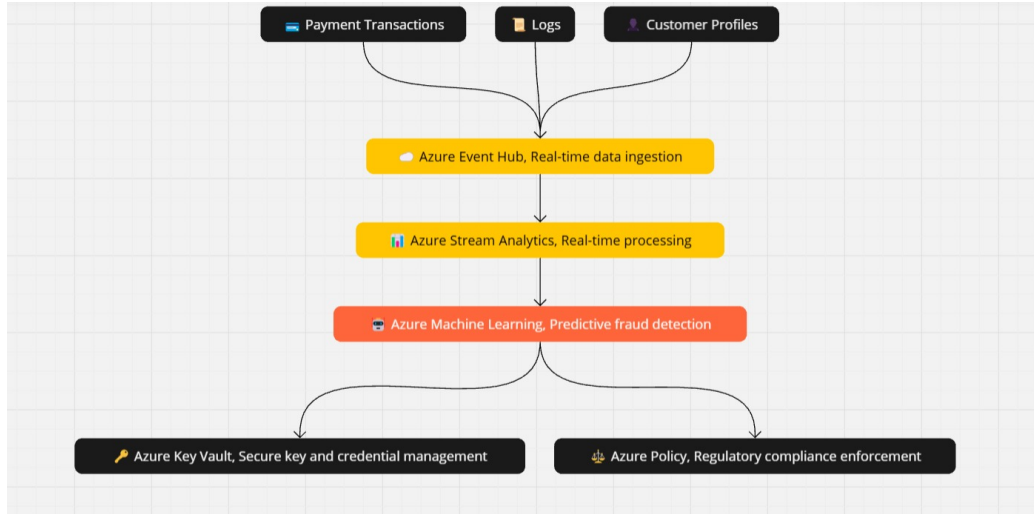 Payment Transactions
Logs
Customer Profiles
Azure Event Hub, Real-time data ingestion
Azure Stream Analytics, Real-time processing
Azure Machine Learning, Predictive fraud detection
Azure Key Vault, Secure key and credential management
Azure Policy, Regulatory compliance enforcement